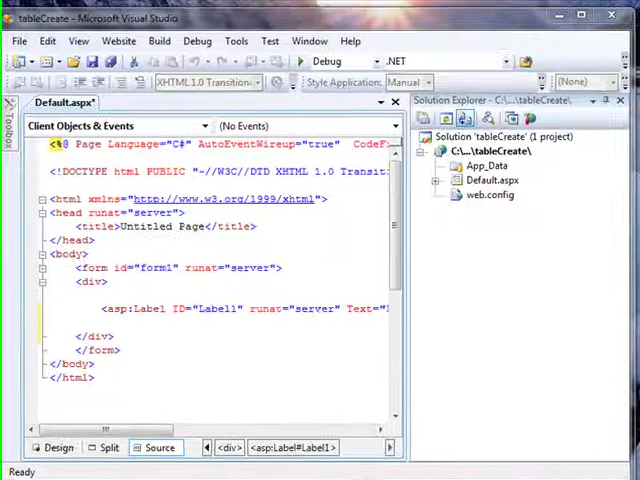 tableCreate - Microsoft Visual Studio
File Edit View Website Build Debug Tools Test Window Help
Debug .NET
XHTML 1.0 Transition Style Application: Manual (None)
Toolbox
Default.aspx*
Solution Explorer - C:\...\tableCreate\
Client Objects & Events (No Events)
Solution 'tableCreate' (1 project)
C:\...\tableCreate\
App_Data
Default.aspx
web.config
<%@ Page Language="C#" AutoEventWireup="true" CodeF
<!DOCTYPE html PUBLIC "-//W3C//DTD XHTML 1.0 Transiti
<html xmlns="http://www.w3.org/1999/xhtml">
<head runat="server">
<title>Untitled Page</title>
</head>
<body>
<form id="form1" runat="server">
<div>
<asp:Label ID="Label1" runat="server" Text="
</div>
</form>
</body>
</html>
Design Split Source <div> <asp:Label#Label1>
Ready